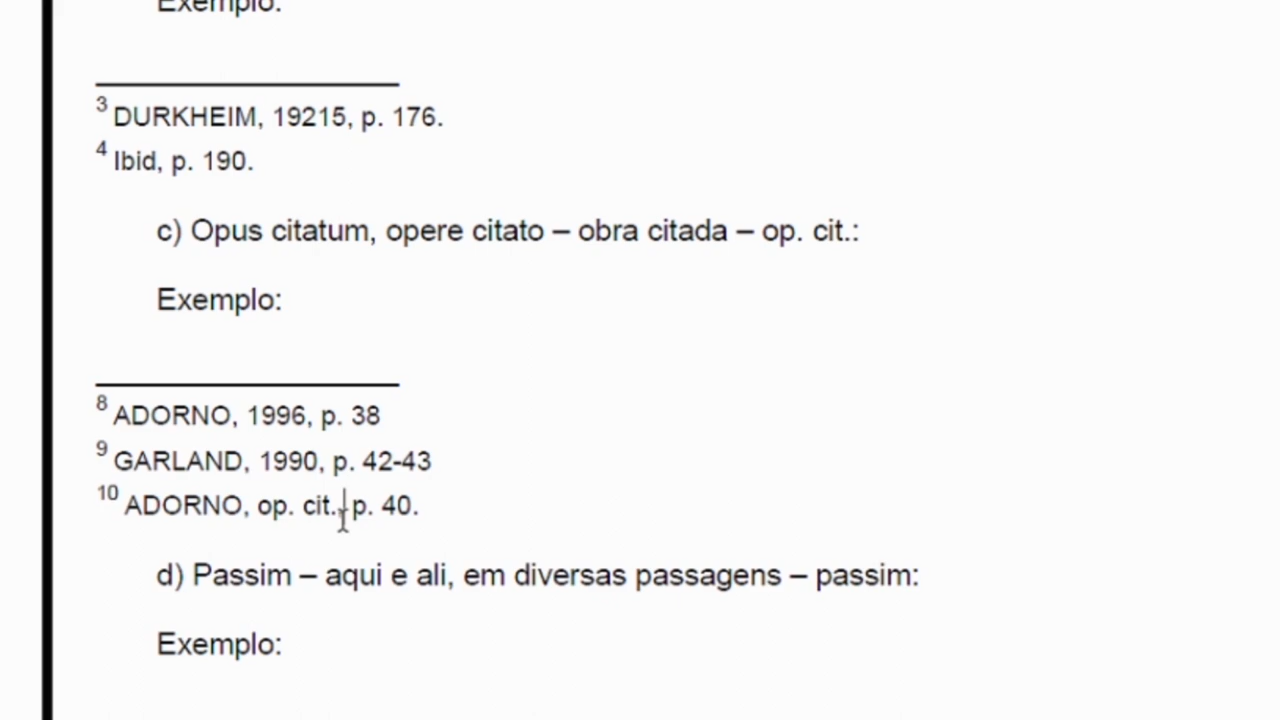 Exemplo:
3 DURKHEIM, 19215, p. 176.
4 Ibid, p. 190.
c) Opus citatum, opere citato – obra citada – op. cit.:
Exemplo:
8 ADORNO, 1996, p. 38
9 GARLAND, 1990, p. 42-43
10 ADORNO, op. cit., p. 40.
d) Passim – aqui e ali, em diversas passagens – passim:
Exemplo: